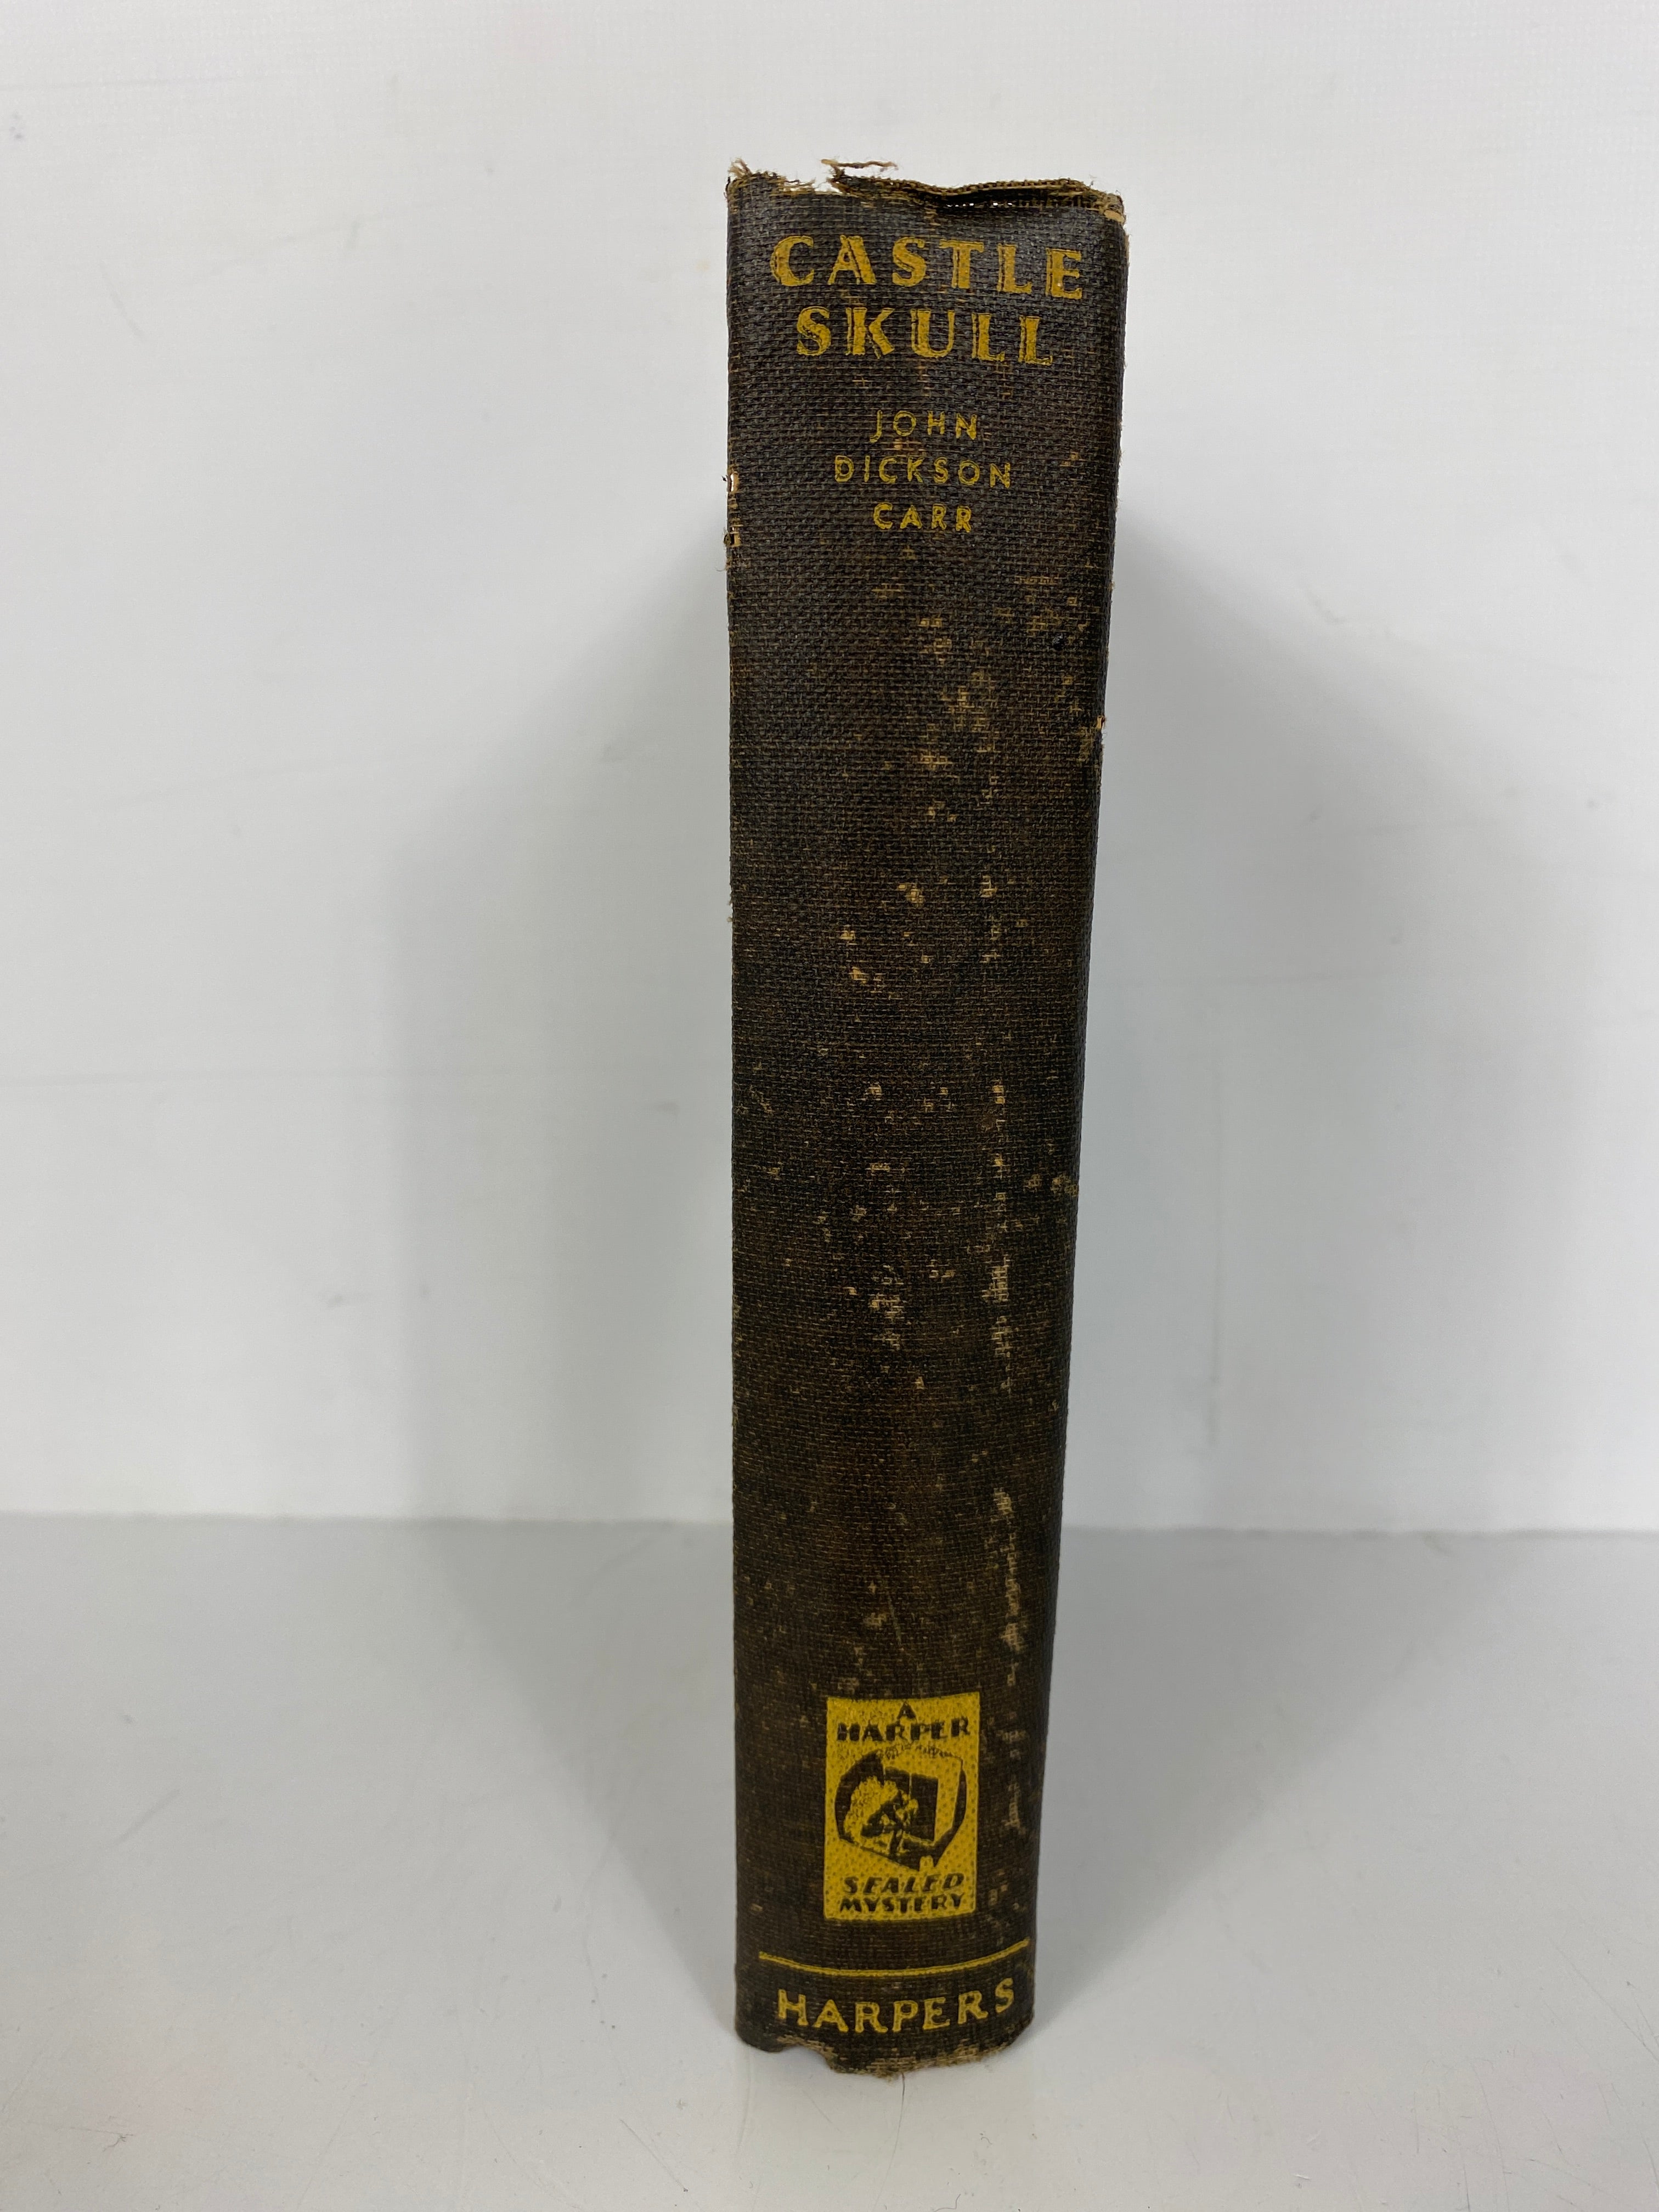 CASTLE
SKULL
JOHN
DICKSON
CARR
A
HARPER
SEALED
MYSTERY
HARPERS